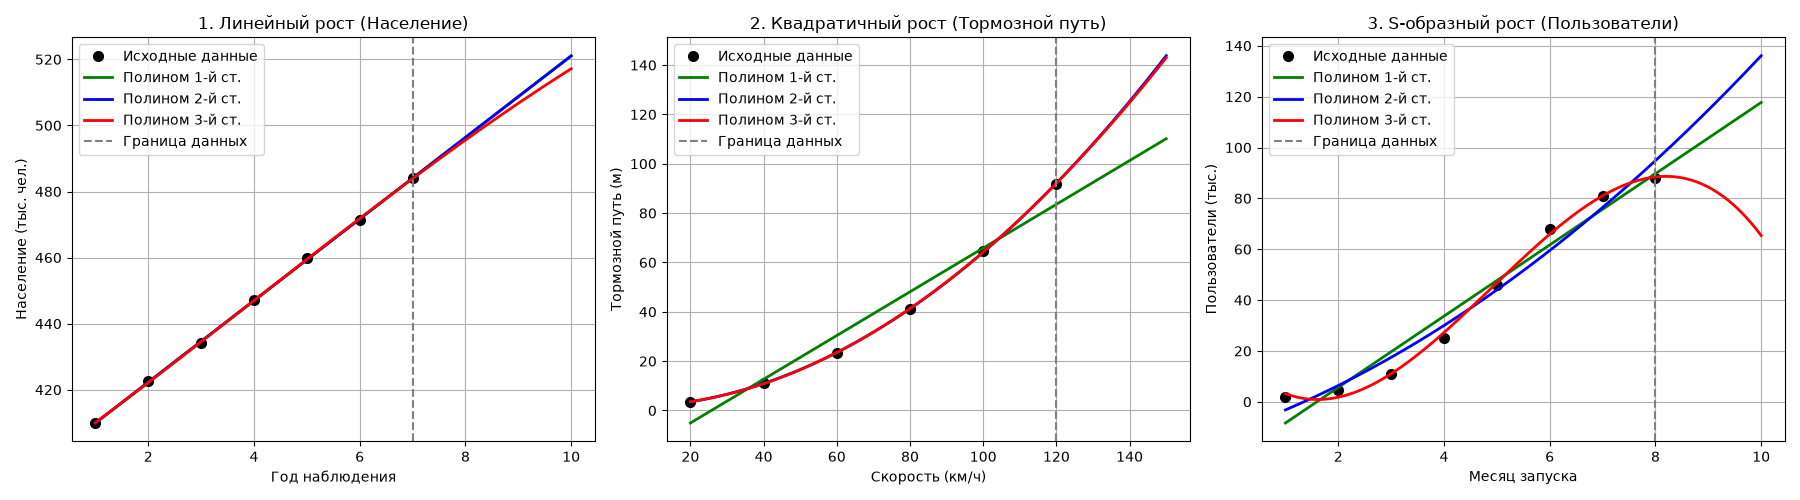 1. Линейный рост (Население)
Исходные данные
Полином 1-й ст.
Полином 2-й ст.
Полином 3-й ст.
Граница данных
Население (тыс. чел.)
520
500
480
460
440
420
2
4
6
8
10
Год наблюдения
2. Квадратичный рост (Тормозной путь)
Исходные данные
Полином 1-й ст.
Полином 2-й ст.
Полином 3-й ст.
Граница данных
Тормозной путь (м)
140
120
100
80
60
40
20
0
20
40
60
80
100
120
140
Скорость (км/ч)
3. S-образный рост (Пользователи)
Исходные данные
Полином 1-й ст.
Полином 2-й ст.
Полином 3-й ст.
Граница данных
Пользователи (тыс.)
140
120
100
80
60
40
20
0
2
4
6
8
10
Месяц запуска